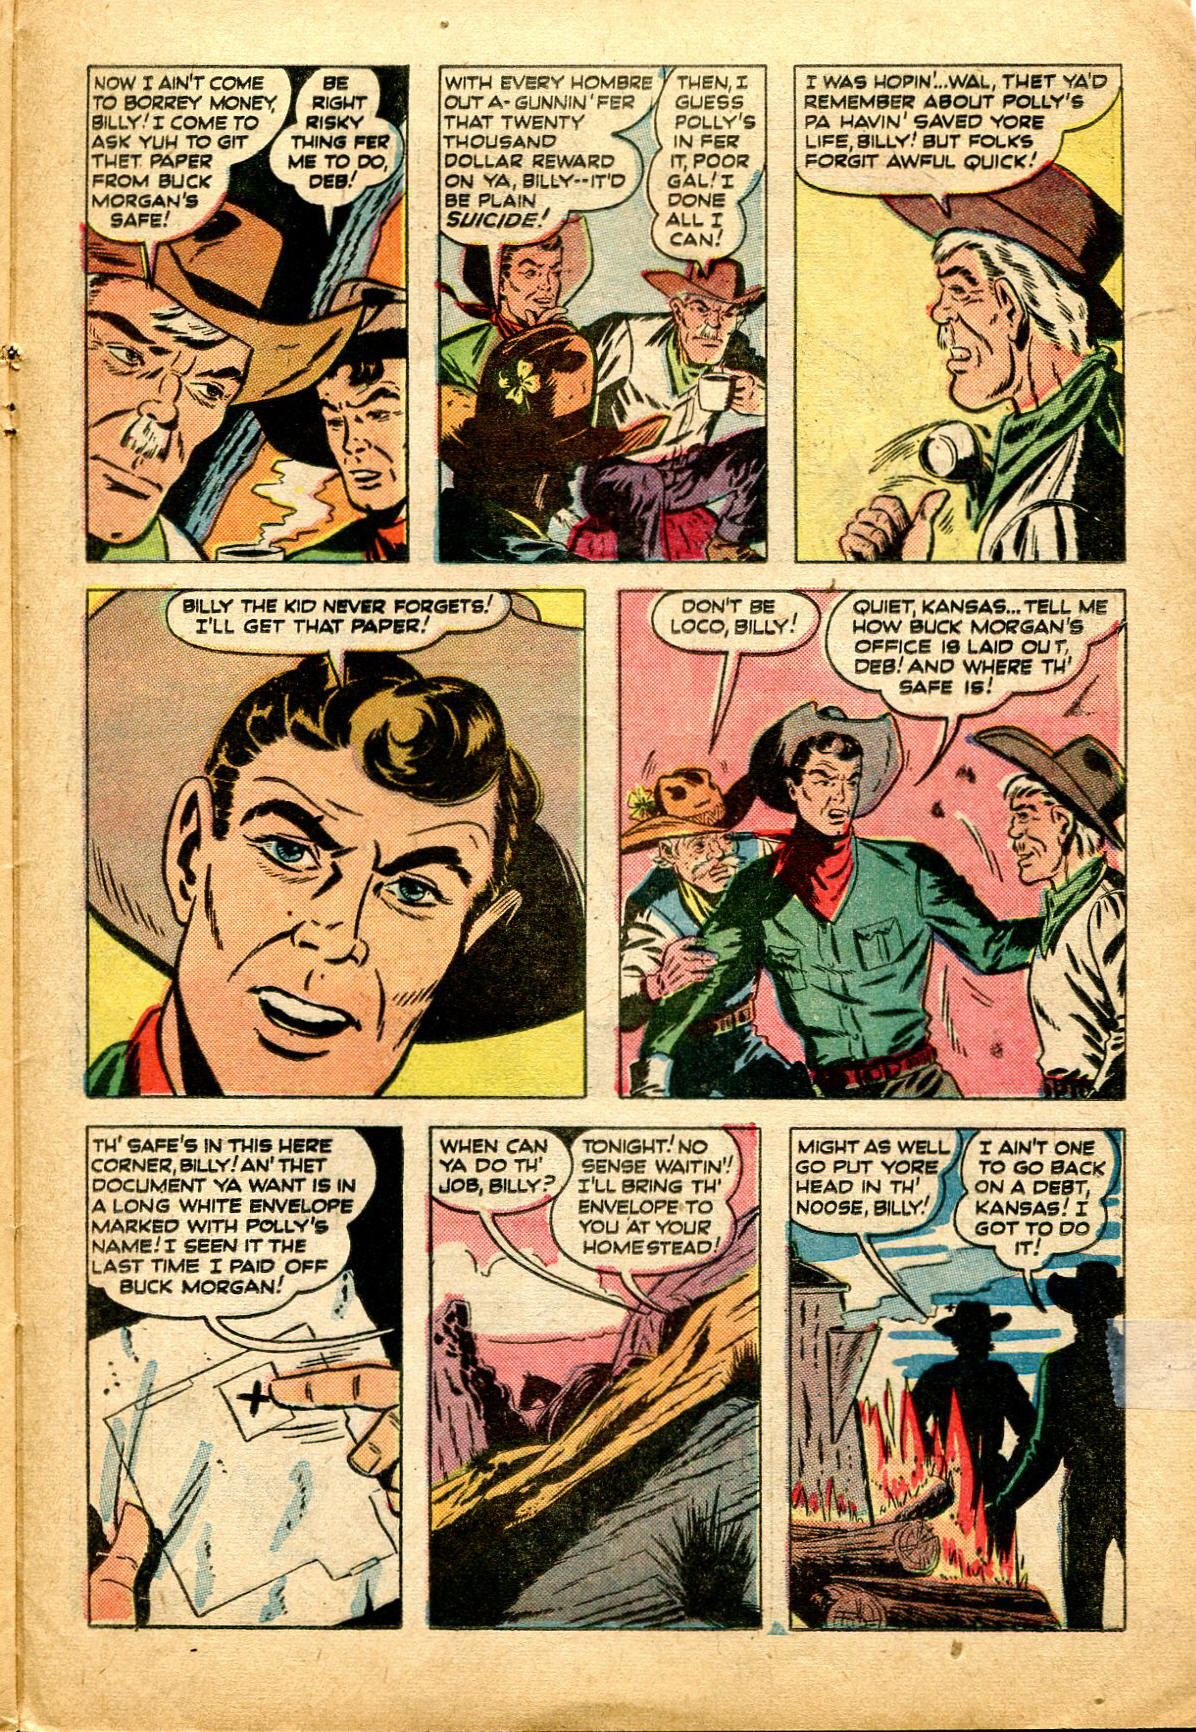 NOW I AIN'T COME
TO BORREY MONEY,
BILLY! I COME TO
ASK YUH TO GIT
THET PAPER
FROM BUCK
MORGAN'S
SAFE!
BE
RIGHT
RISKY
THING FER
ME TO DO,
DEB!
WITH EVERY HOMBRE
OUT A-GUNNIN' FER
THAT TWENTY
THOUSAND
DOLLAR REWARD
ON YA, BILLY--IT'D
BE PLAIN
SUICIDE!
THEN, I
GUESS
POLLY'S
IN FER
IT, POOR
GAL! I
DONE
ALL I
CAN!
I WAS HOPIN'...WAL, THET YA'D
REMEMBER ABOUT POLLY'S
PA HAVIN' SAVED YORE
LIFE, BILLY! BUT FOLKS
FORGIT AWFUL QUICK!
BILLY THE KID NEVER FORGETS!
I'LL GET THAT PAPER!
DON'T BE
LOCO, BILLY!
QUIET, KANSAS... TELL ME
HOW BUCK MORGAN'S
OFFICE IS LAID OUT,
DEB! AND WHERE TH'
SAFE IS!
TH' SAFE'S IN THIS HERE
CORNER, BILLY! AN' THET
DOCUMENT YA WANT IS IN
A LONG WHITE ENVELOPE
MARKED WITH POLLY'S
NAME! I SEEN IT THE
LAST TIME I PAID OFF
BUCK MORGAN!
WHEN CAN
YA DO TH'
JOB, BILLY?
TONIGHT! NO
SENSE WAITIN'!
I'LL BRING TH'
ENVELOPE TO
YOU AT YOUR
HOMESTEAD!
MIGHT AS WELL
GO PUT YORE
HEAD IN TH'
NOOSE, BILLY!
I AIN'T ONE
TO GO BACK
ON A DEBT,
KANSAS! I
GOT TO DO
IT!